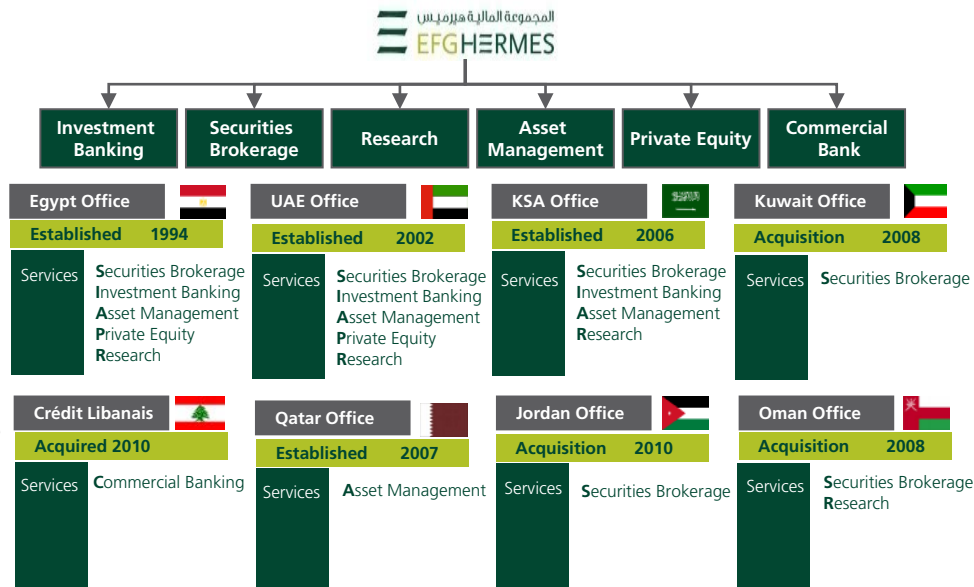 المجموعة المالية هيرميس
EFGHERMES
Investment
Banking
Securities
Brokerage
Research
Asset
Management
Private Equity
Commercial
Bank
Egypt Office
Established 1994
Services
Securities Brokerage
Investment Banking
Asset Management
Private Equity
Research
UAE Office
Established 2002
Services
Securities Brokerage
Investment Banking
Asset Management
Private Equity
Research
KSA Office
Established 2006
Services
Securities Brokerage
Investment Banking
Asset Management
Research
Kuwait Office
Acquisition 2008
Services
Securities Brokerage
Crédit Libanais
Acquired 2010
Services
Commercial Banking
Qatar Office
Established 2007
Services
Asset Management
Jordan Office
Acquisition 2010
Services
Securities Brokerage
Oman Office
Acquisition 2008
Services
Securities Brokerage
Research